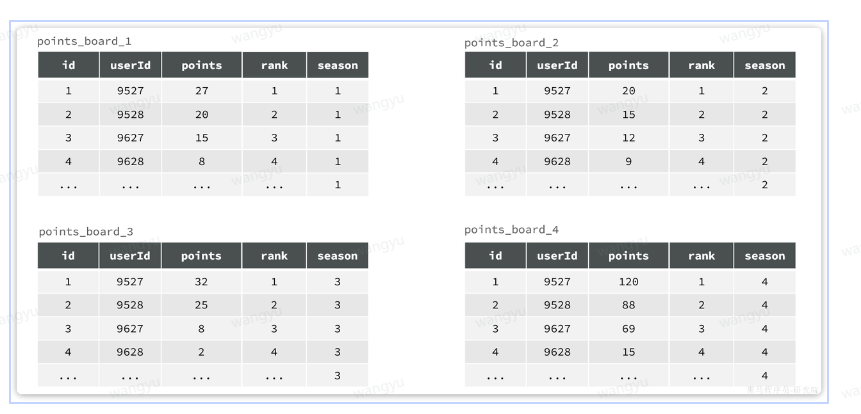 points_board_1
id userId points rank season
1 9527 27 1 1
2 9528 20 2 1
3 9627 15 3 1
4 9628 8 4 1
... ... ... ... 1
points_board_2
id userId points rank season
1 9527 20 1 2
2 9528 15 2 2
3 9627 12 3 2
4 9628 9 4 2
... ... ... ... 2
points_board_3
id userId points rank season
1 9527 32 1 3
2 9528 25 2 3
3 9627 8 3 3
4 9628 2 4 3
... ... ... ... 3
points_board_4
id userId points rank season
1 9527 120 1 4
2 9528 88 2 4
3 9627 69 3 4
4 9628 15 4 4
... ... ... ... 4
wangyu